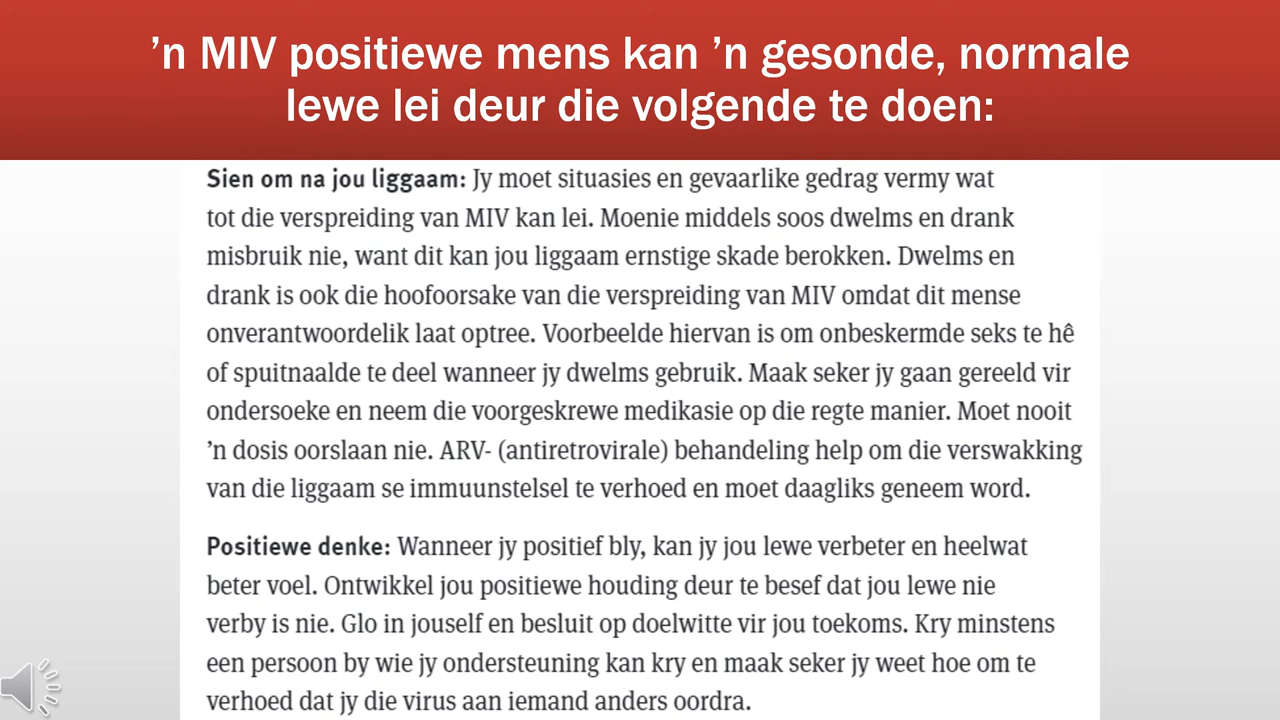 ’n MIV positiewe mens kan ’n gesonde, normale
lewe lei deur die volgende te doen:
Sien om na jou liggaam: Jy moet situasies en gevaarlike gedrag vermy wat
tot die verspreiding van MIV kan lei. Moenie middels soos dwelms en drank
misbruik nie, want dit kan jou liggaam ernstige skade berokken. Dwelms en
drank is ook die hoofoorsake van die verspreiding van MIV omdat dit mense
onverantwoordelik laat optree. Voorbeelde hiervan is om onbeskermde seks te hê
of spuitnaalde te deel wanneer jy dwelms gebruik. Maak seker jy gaan gereeld vir
ondersoeke en neem die voorgeskrewe medikasie op die regte manier. Moet nooit
’n dosis oorslaan nie. ARV- (antiretrovirale) behandeling help om die verswakking
van die liggaam se immuunstelsel te verhoed en moet daagliks geneem word.
Positiewe denke: Wanneer jy positief bly, kan jy jou lewe verbeter en heelwat
beter voel. Ontwikkel jou positiewe houding deur te besef dat jou lewe nie
verby is nie. Glo in jouself en besluit op doelwitte vir jou toekoms. Kry minstens
een persoon by wie jy ondersteuning kan kry en maak seker jy weet hoe om te
verhoed dat jy die virus aan iemand anders oordra.